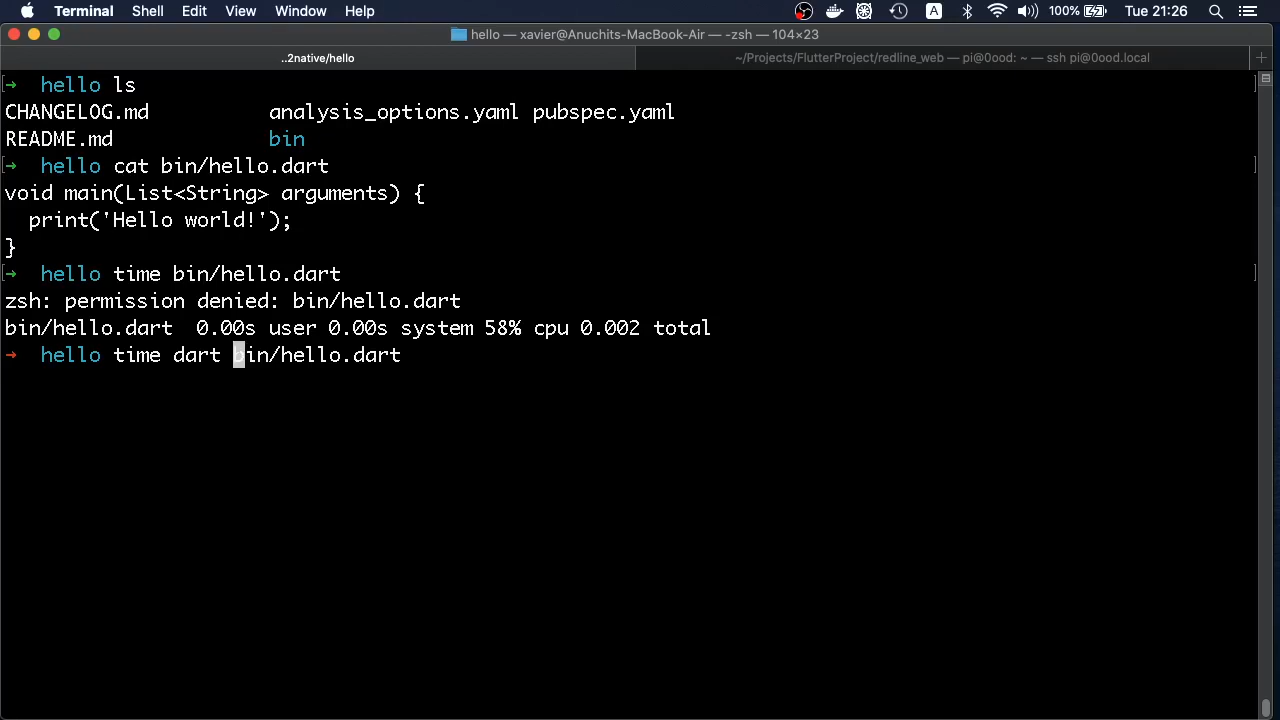 Terminal Shell Edit View Window Help A 100% Tue 21:26
hello — xavier@Anuchits-MacBook-Air — -zsh — 104×23
..2native/hello ~/Projects/FlutterProject/redline_web — pi@0ood: ~ — ssh pi@0ood.local
→ hello ls
CHANGELOG.md analysis_options.yaml pubspec.yaml
README.md bin
→ hello cat bin/hello.dart
void main(List<String> arguments) {
  print('Hello world!');
}
→ hello time bin/hello.dart
zsh: permission denied: bin/hello.dart
bin/hello.dart  0.00s user 0.00s system 58% cpu 0.002 total
→ hello time dart bin/hello.dart